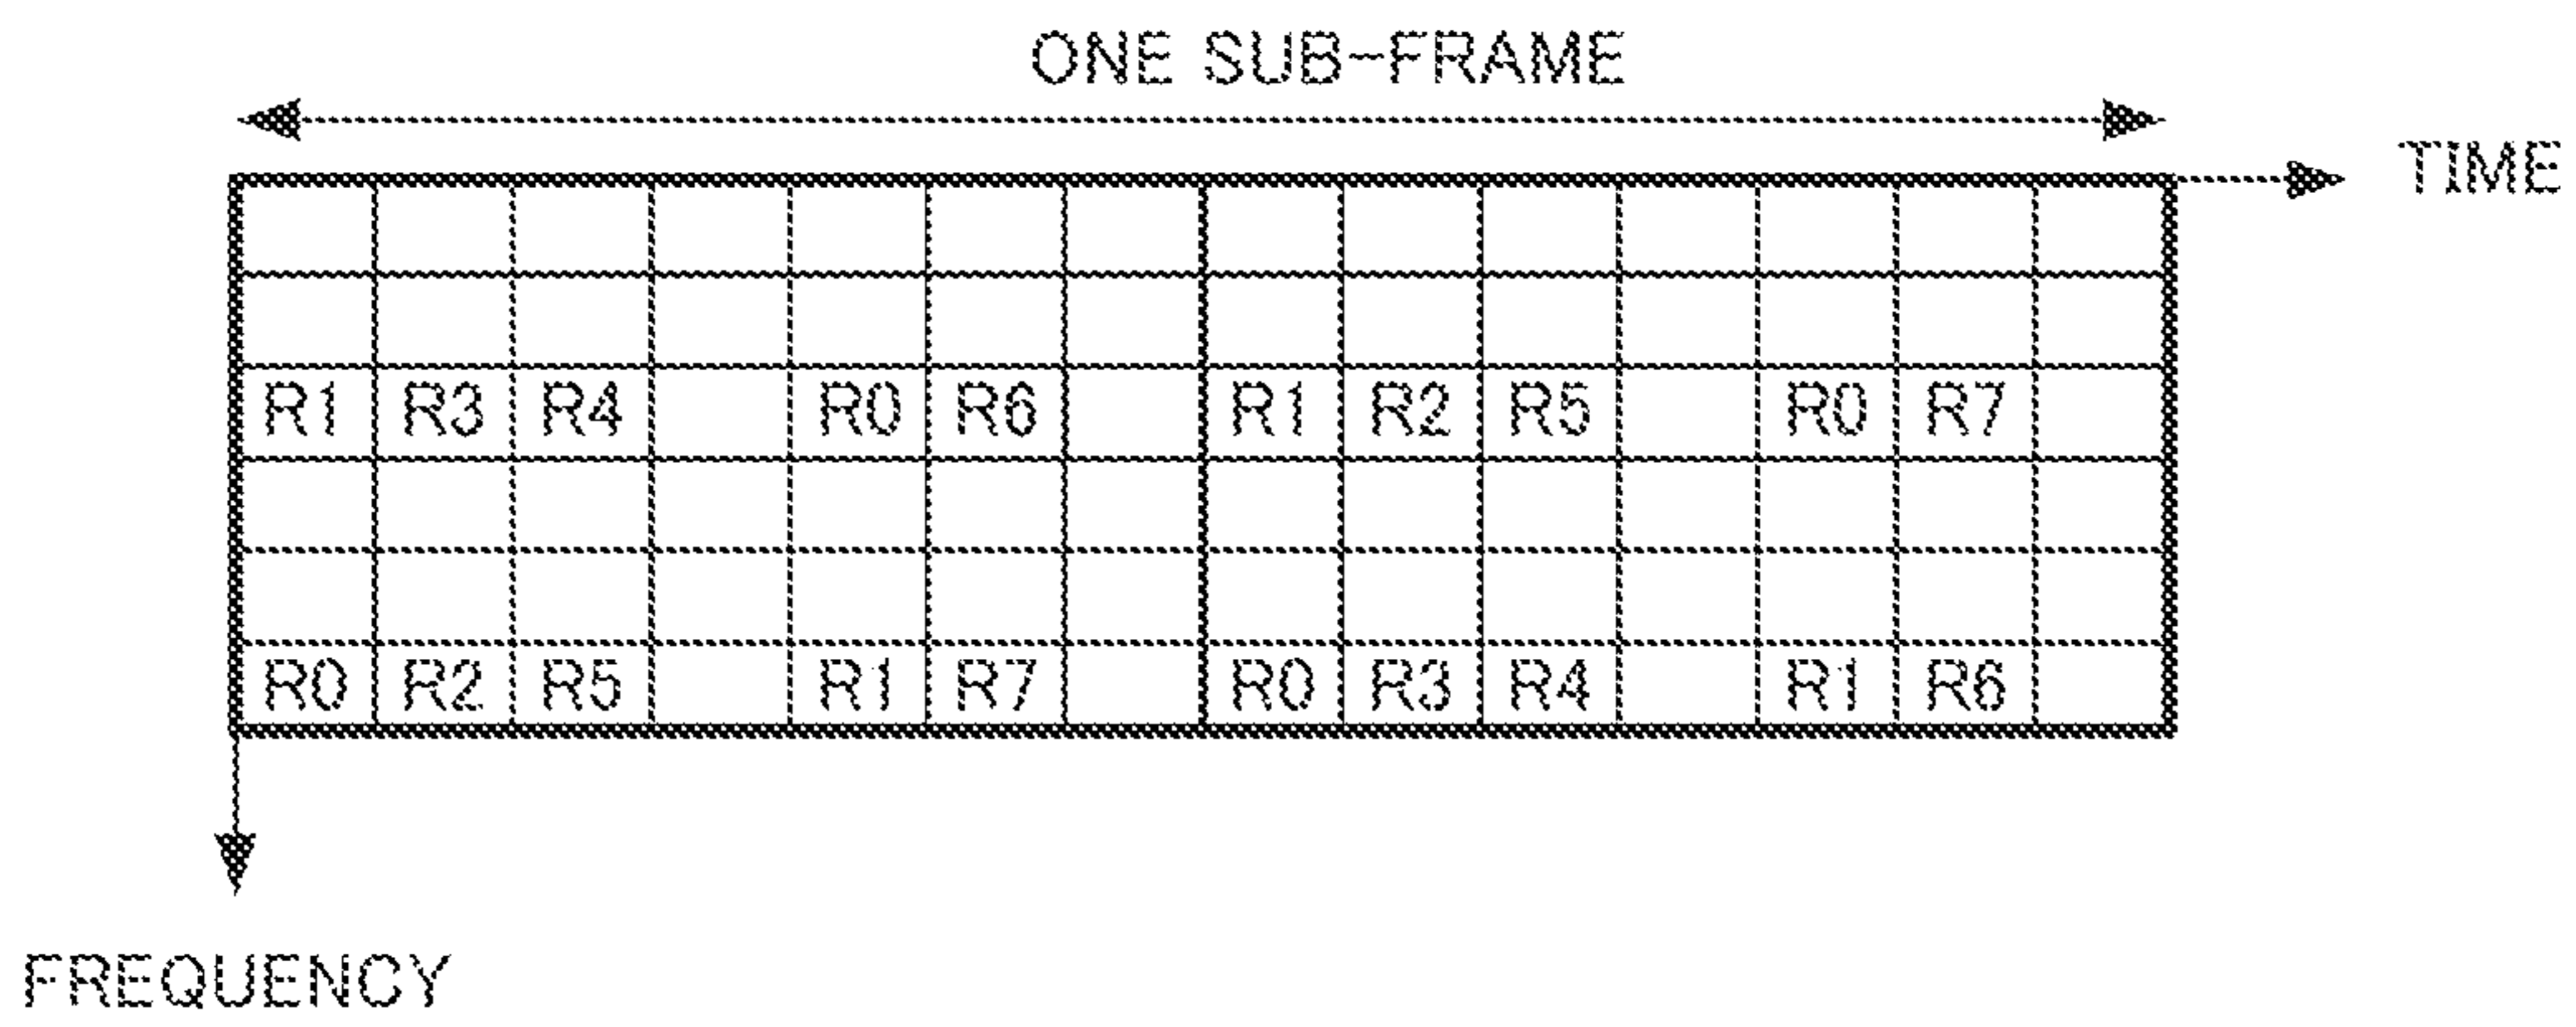 ONE SUB-FRAME
TIME
R1 R3 R4 R0 R6 R1 R2 R5 R0 R7
R0 R2 R5 R1 R7 R0 R3 R4 R1 R6
FREQUENCY